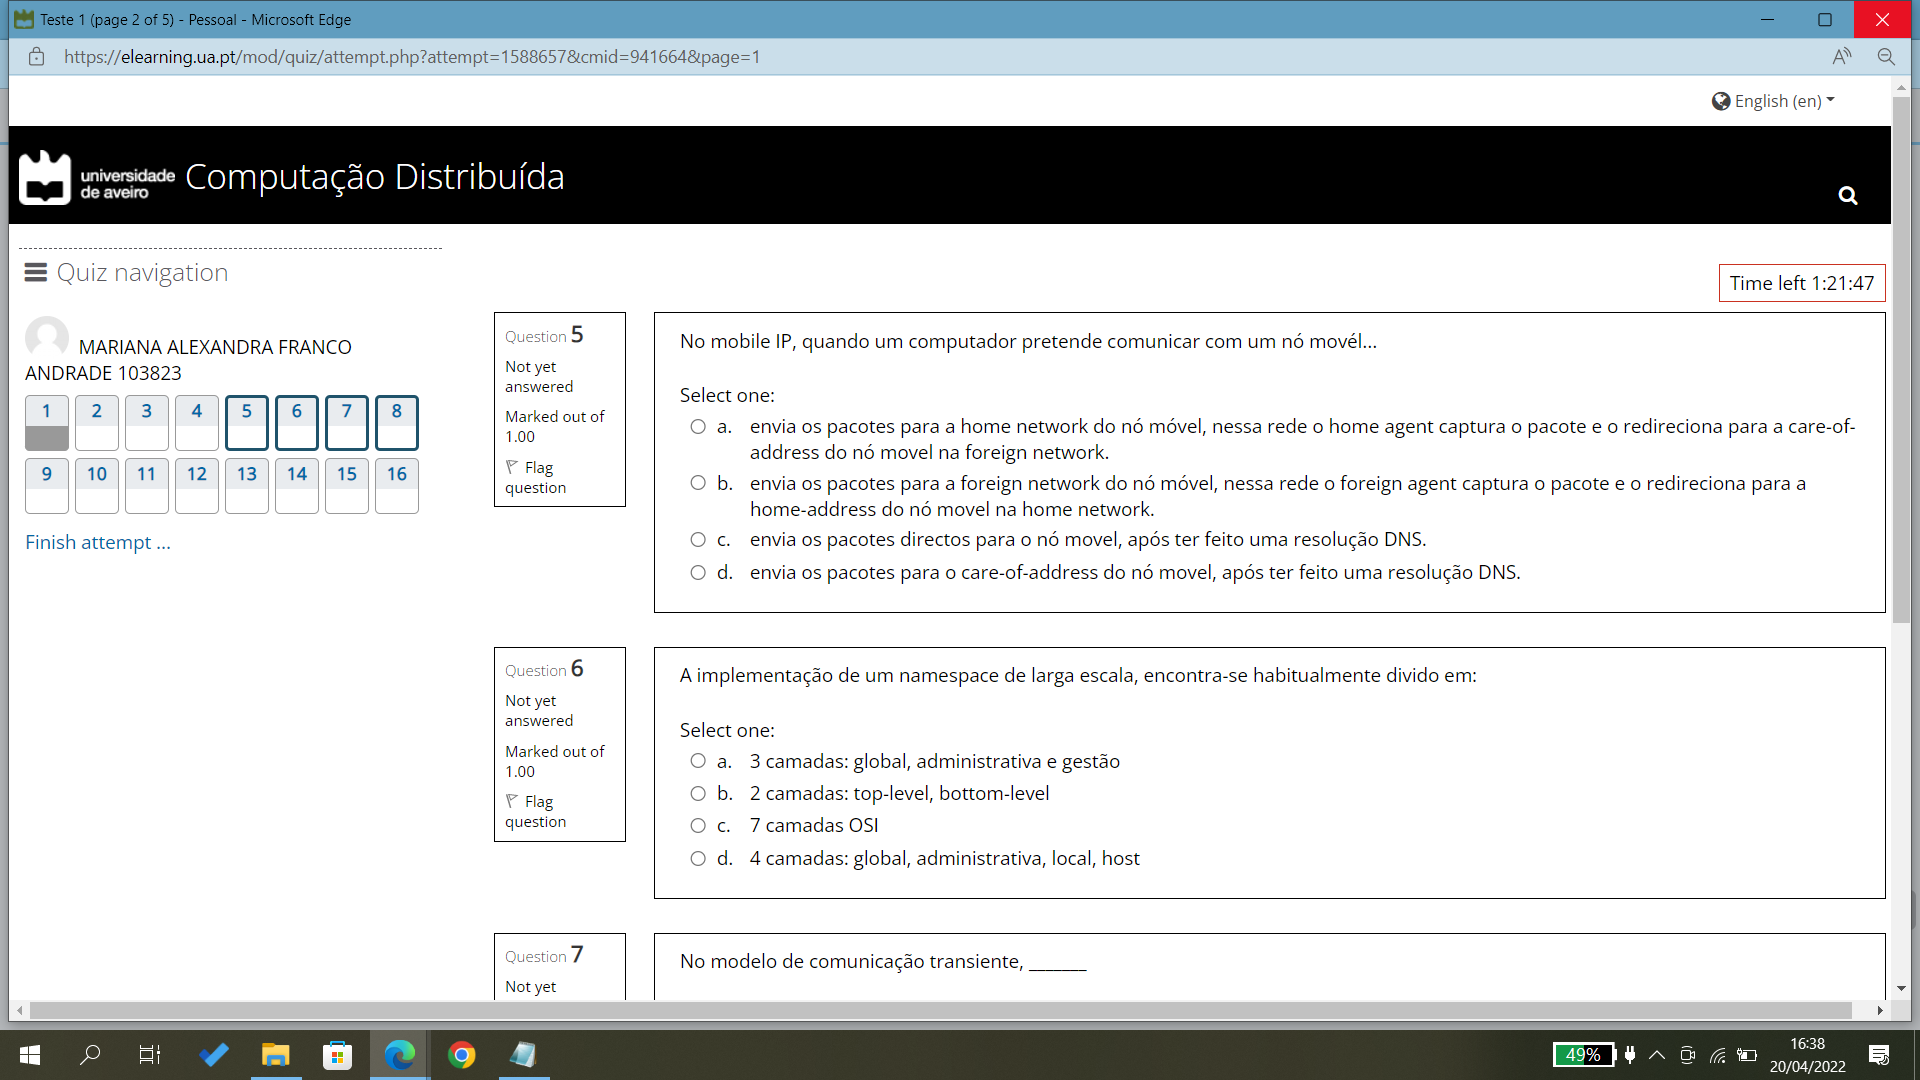 Teste 1 (page 2 of 5) - Pessoal - Microsoft Edge
https://elearning.ua.pt/mod/quiz/attempt.php?attempt=1588657&cmid=941664&page=1
English (en)
universidade
de aveiro
Computação Distribuída
Quiz navigation
Time left 1:21:47
MARIANA ALEXANDRA FRANCO
ANDRADE 103823
1 2 3 4 5 6 7 8
9 10 11 12 13 14 15 16
Finish attempt ...
Question 5
Not yet
answered
Marked out of
1.00
Flag
question
No mobile IP, quando um computador pretende comunicar com um nó movél...
Select one:
a. envia os pacotes para a home network do nó móvel, nessa rede o home agent captura o pacote e o redireciona para a care-of-
address do nó movel na foreign network.
b. envia os pacotes para a foreign network do nó móvel, nessa rede o foreign agent captura o pacote e o redireciona para a
home-address do nó movel na home network.
c. envia os pacotes directos para o nó movel, após ter feito uma resolução DNS.
d. envia os pacotes para o care-of-address do nó movel, após ter feito uma resolução DNS.
Question 6
Not yet
answered
Marked out of
1.00
Flag
question
A implementação de um namespace de larga escala, encontra-se habitualmente divido em:
Select one:
a. 3 camadas: global, administrativa e gestão
b. 2 camadas: top-level, bottom-level
c. 7 camadas OSI
d. 4 camadas: global, administrativa, local, host
Question 7
Not yet
No modelo de comunicação transiente, _______
49%
16:38
20/04/2022